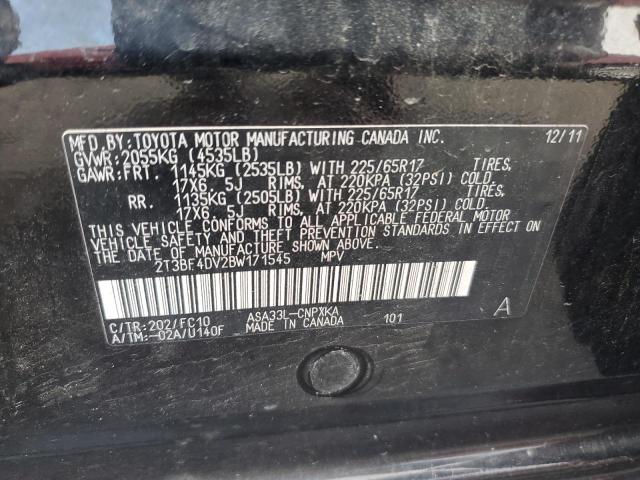 MFD. BY: TOYOTA MOTOR MANUFACTURING CANADA INC. 12/11
GVWR: 2055KG (4535LB)
GAWR: FRT. 1145KG (2535LB) WITH 225/65R17 TIRES,
17X6.5J RIMS, AT 220KPA (32PSI) COLD.
RR. 1135KG (2505LB) WITH 225/65R17 TIRES,
17X6.5J RIMS, AT 220KPA (32PSI) COLD.
THIS VEHICLE CONFORMS TO ALL APPLICABLE FEDERAL MOTOR
VEHICLE SAFETY AND THEFT PREVENTION STANDARDS IN EFFECT ON
THE DATE OF MANUFACTURE SHOWN ABOVE.
2T3BF4DV2BW171545 MPV
C/TR: 202/FC10 ASA33L-CNPXKA A
A/TM: -02A/U140F MADE IN CANADA 101